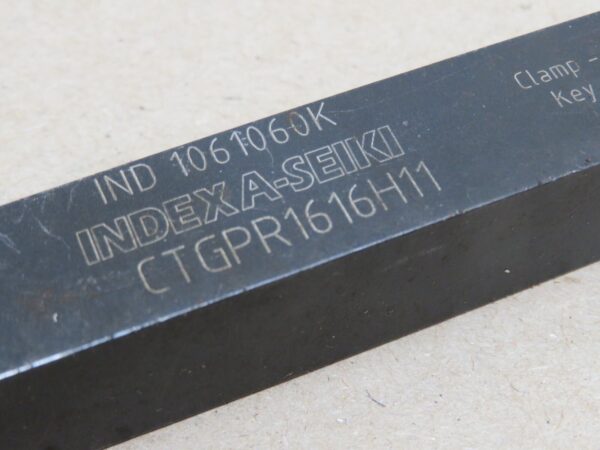 IND 1061060K
INDEXA-SEIKI
CTGPR1616H11
Clamp -
Key